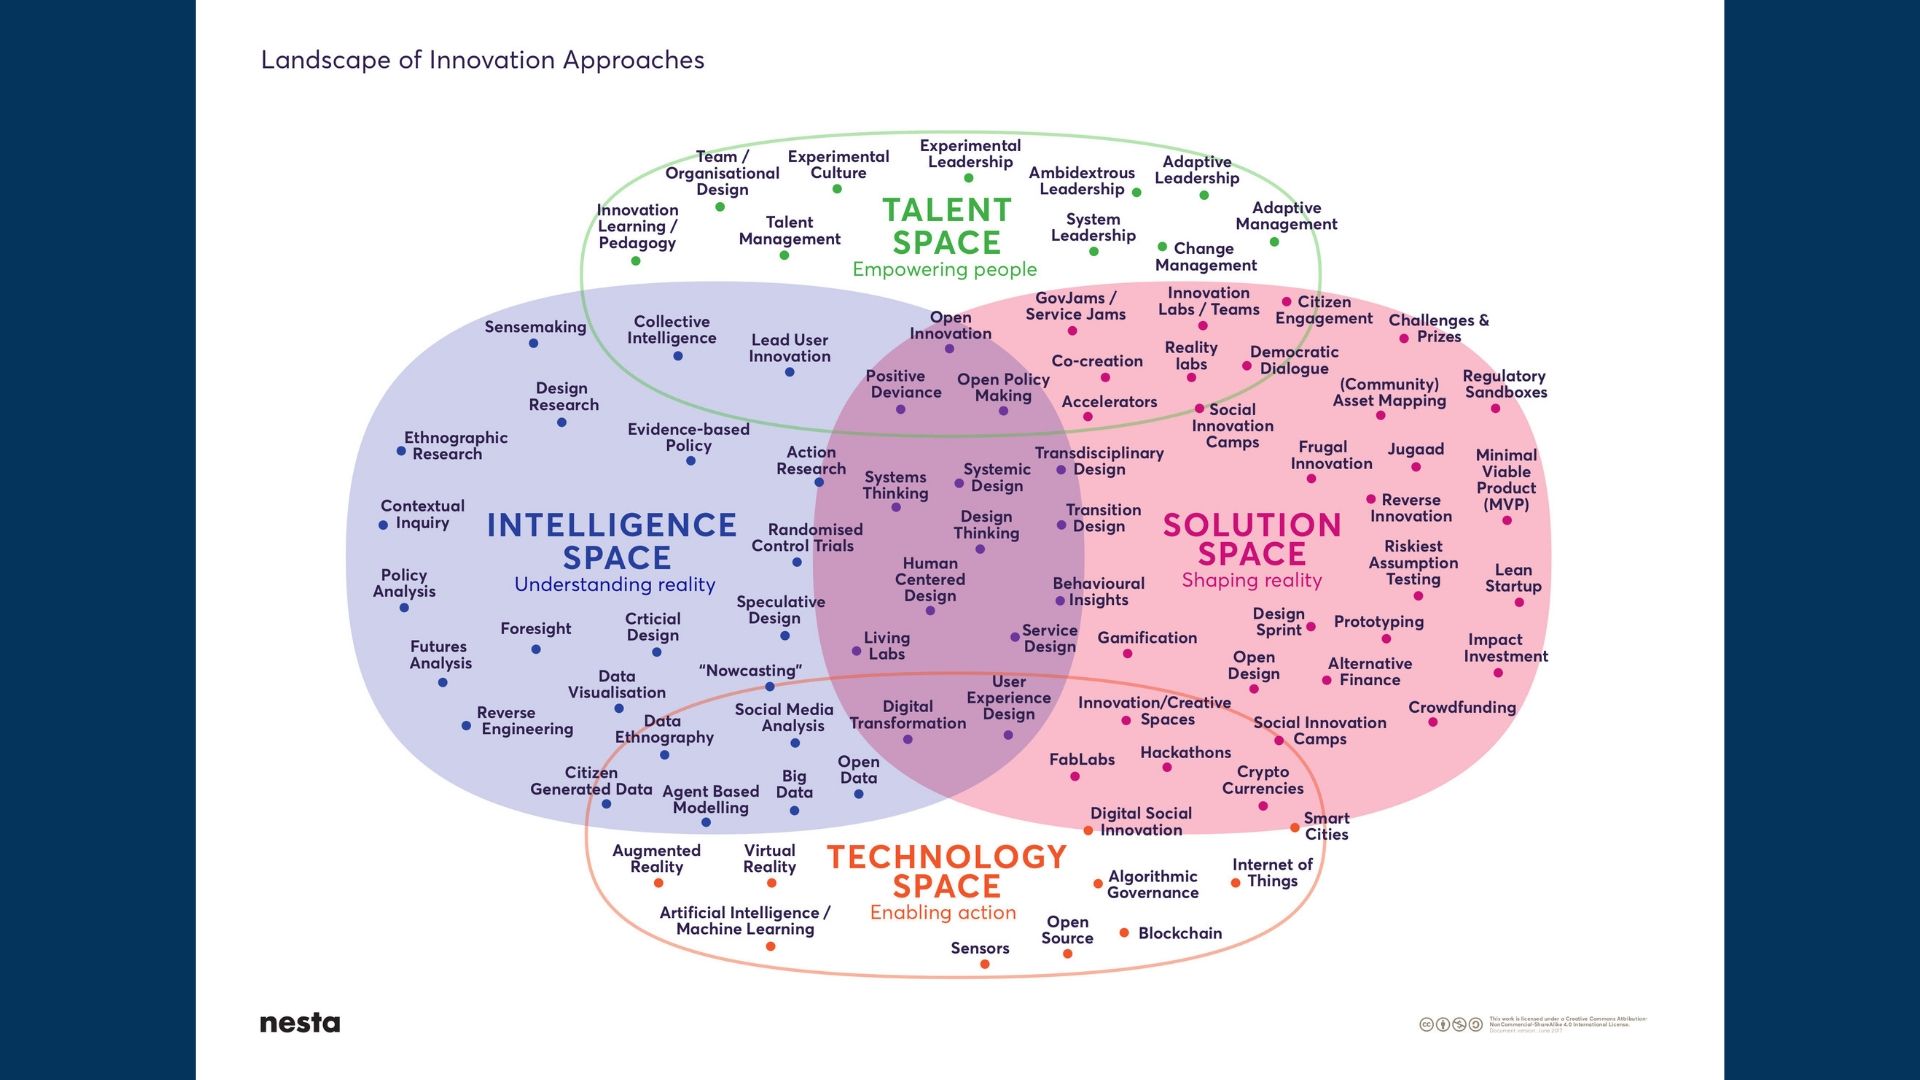 Landscape of Innovation Approaches
Team /
Organisational
Design
Experimental
Culture
Experimental
Leadership
Ambidextrous
Leadership
Adaptive
Leadership
Innovation
Learning /
Pedagogy
Talent
Management
TALENT
SPACE
Empowering people
System
Leadership
Adaptive
Management
Change
Management
Sensemaking
Collective
Intelligence
Lead User
Innovation
Open
Innovation
GovJams /
Service Jams
Innovation
Labs / Teams
Citizen
Engagement
Challenges &
Prizes
Design
Research
Positive
Deviance
Open Policy
Making
Co-creation
Reality
labs
Democratic
Dialogue
(Community)
Asset Mapping
Regulatory
Sandboxes
Accelerators
Social
Innovation
Camps
Ethnographic
Research
Evidence-based
Policy
Action
Research
Systems
Thinking
Systemic
Design
Transdisciplinary
Design
Frugal
Innovation
Jugaad
Minimal
Viable
Product
(MVP)
Contextual
Inquiry
INTELLIGENCE
SPACE
Understanding reality
Randomised
Control Trials
Design
Thinking
Transition
Design
SOLUTION
SPACE
Shaping reality
Reverse
Innovation
Riskiest
Assumption
Testing
Lean
Startup
Policy
Analysis
Human
Centered
Design
Behavioural
Insights
Speculative
Design
Foresight
Crticial
Design
Futures
Analysis
Living
Labs
Service
Design
Gamification
Design
Sprint
Prototyping
Impact
Investment
Data
Visualisation
"Nowcasting"
User
Experience
Design
Open
Design
Alternative
Finance
Reverse
Engineering
Data
Ethnography
Social Media
Analysis
Digital
Transformation
Innovation/Creative
Spaces
Social Innovation
Camps
Crowdfunding
Citizen
Generated Data
Agent Based
Modelling
Big
Data
Open
Data
FabLabs
Hackathons
Crypto
Currencies
Digital Social
Innovation
Smart
Cities
Augmented
Reality
Virtual
Reality
TECHNOLOGY
SPACE
Enabling action
Algorithmic
Governance
Internet of
Things
Artificial Intelligence /
Machine Learning
Sensors
Open
Source
Blockchain
nesta
This work is licensed under a Creative Commons Attribution-
NonCommercial-ShareAlike 4.0 International License.
Document version: June 2017